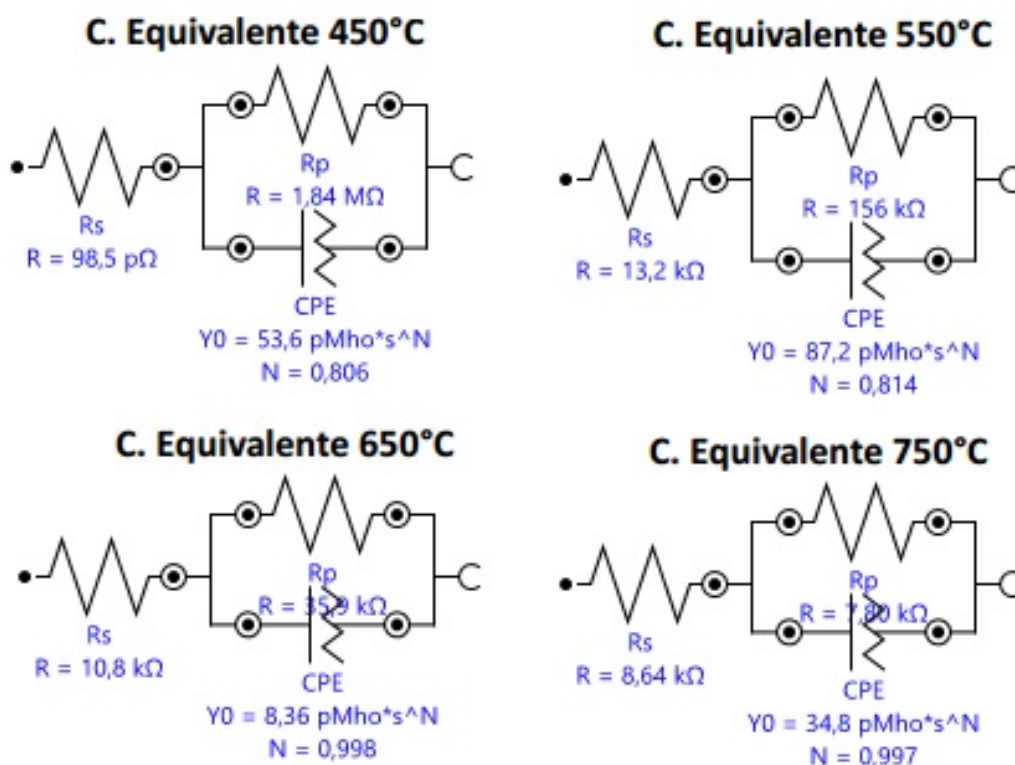 C. Equivalente 450°C
Rp
R = 1,84 MΩ
Rs
R = 98,5 pΩ
CPE
Y0 = 53,6 pMho*s^N
N = 0,806
C. Equivalente 550°C
Rp
R = 156 kΩ
Rs
R = 13,2 kΩ
CPE
Y0 = 87,2 pMho*s^N
N = 0,814
C. Equivalente 650°C
Rp
R = 35,9 kΩ
Rs
R = 10,8 kΩ
CPE
Y0 = 8,36 pMho*s^N
N = 0,998
C. Equivalente 750°C
Rp
R = 7,80 kΩ
Rs
R = 8,64 kΩ
CPE
Y0 = 34,8 pMho*s^N
N = 0,997